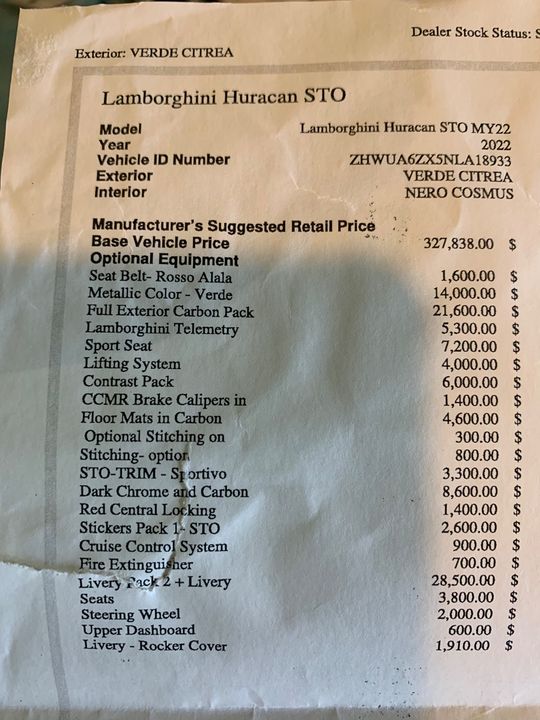 Dealer Stock Status: S
Exterior: VERDE CITREA
Lamborghini Huracan STO
Model Lamborghini Huracan STO MY22
Year 2022
Vehicle ID Number ZHWUA6ZX5NLA18933
Exterior VERDE CITREA
Interior NERO COSMUS
Manufacturer's Suggested Retail Price
Base Vehicle Price 327,838.00 $
Optional Equipment
Seat Belt- Rosso Alala 1,600.00 $
Metallic Color - Verde 14,000.00 $
Full Exterior Carbon Pack 21,600.00 $
Lamborghini Telemetry 5,300.00 $
Sport Seat 7,200.00 $
Lifting System 4,000.00 $
Contrast Pack 6,000.00 $
CCMR Brake Calipers in 1,400.00 $
Floor Mats in Carbon 4,600.00 $
Optional Stitching on 300.00 $
Stitching- option 800.00 $
STO-TRIM - Sportivo 3,300.00 $
Dark Chrome and Carbon 8,600.00 $
Red Central Locking 1,400.00 $
Stickers Pack 1- STO 2,600.00 $
Cruise Control System 900.00 $
Fire Extinguisher 700.00 $
Livery Pack 2 + Livery 28,500.00 $
Seats 3,800.00 $
Steering Wheel 2,000.00 $
Upper Dashboard 600.00 $
Livery - Rocker Cover 1,910.00 $